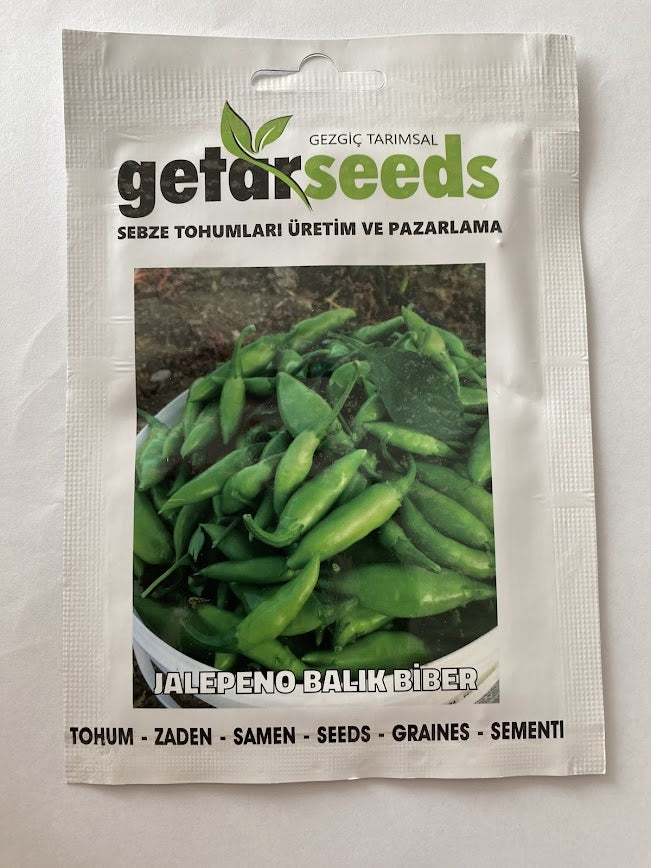 GEZGİÇ TARIMSAL
getarseeds
SEBZE TOHUMLARI ÜRETİM VE PAZARLAMA
JALEPENO BALIK BİBER
TOHUM - ZADEN - SAMEN - SEEDS - GRAINES - SEMENTI